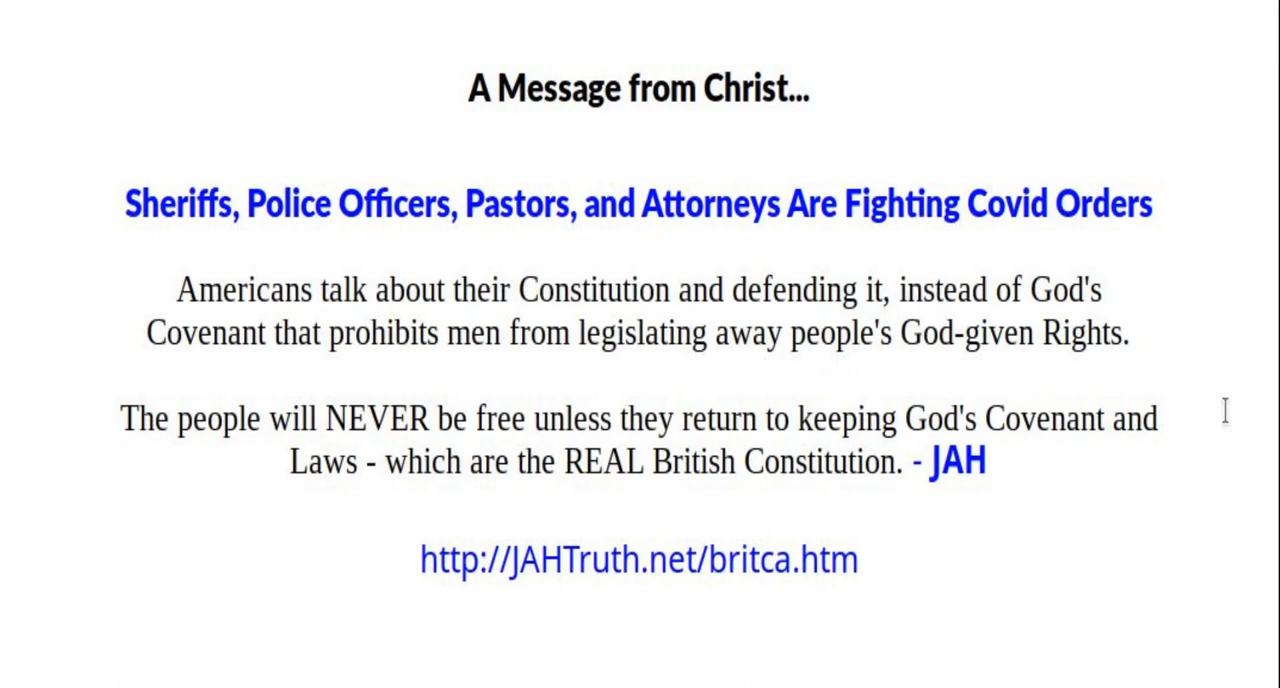 A Message from Christ...
Sheriffs, Police Officers, Pastors, and Attorneys Are Fighting Covid Orders
Americans talk about their Constitution and defending it, instead of God's
Covenant that prohibits men from legislating away people's God-given Rights.
The people will NEVER be free unless they return to keeping God's Covenant and
Laws - which are the REAL British Constitution. - JAH
http://JAHTruth.net/britca.htm